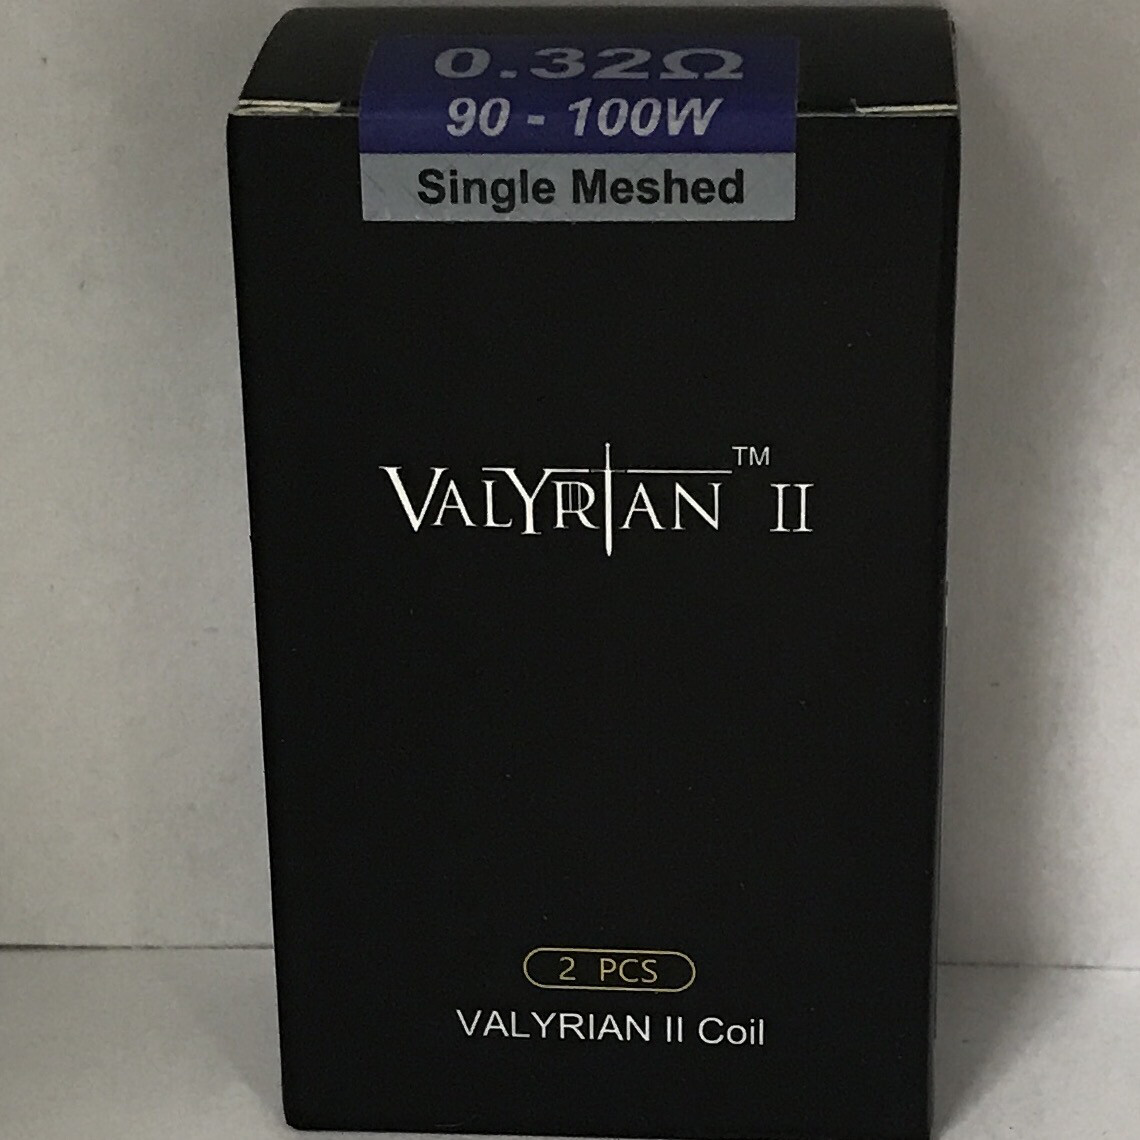 0.32Ω
90 - 100W
Single Meshed
VALYRIAN™ II
2 PCS
VALYRIAN II Coil